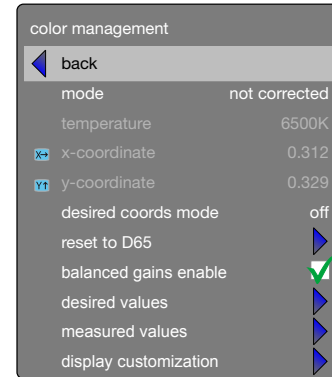 color management
back
mode not corrected
temperature 6500K
X→ x-coordinate 0.312
Y↑ y-coordinate 0.329
desired coords mode off
reset to D65
balanced gains enable
desired values
measured values
display customization